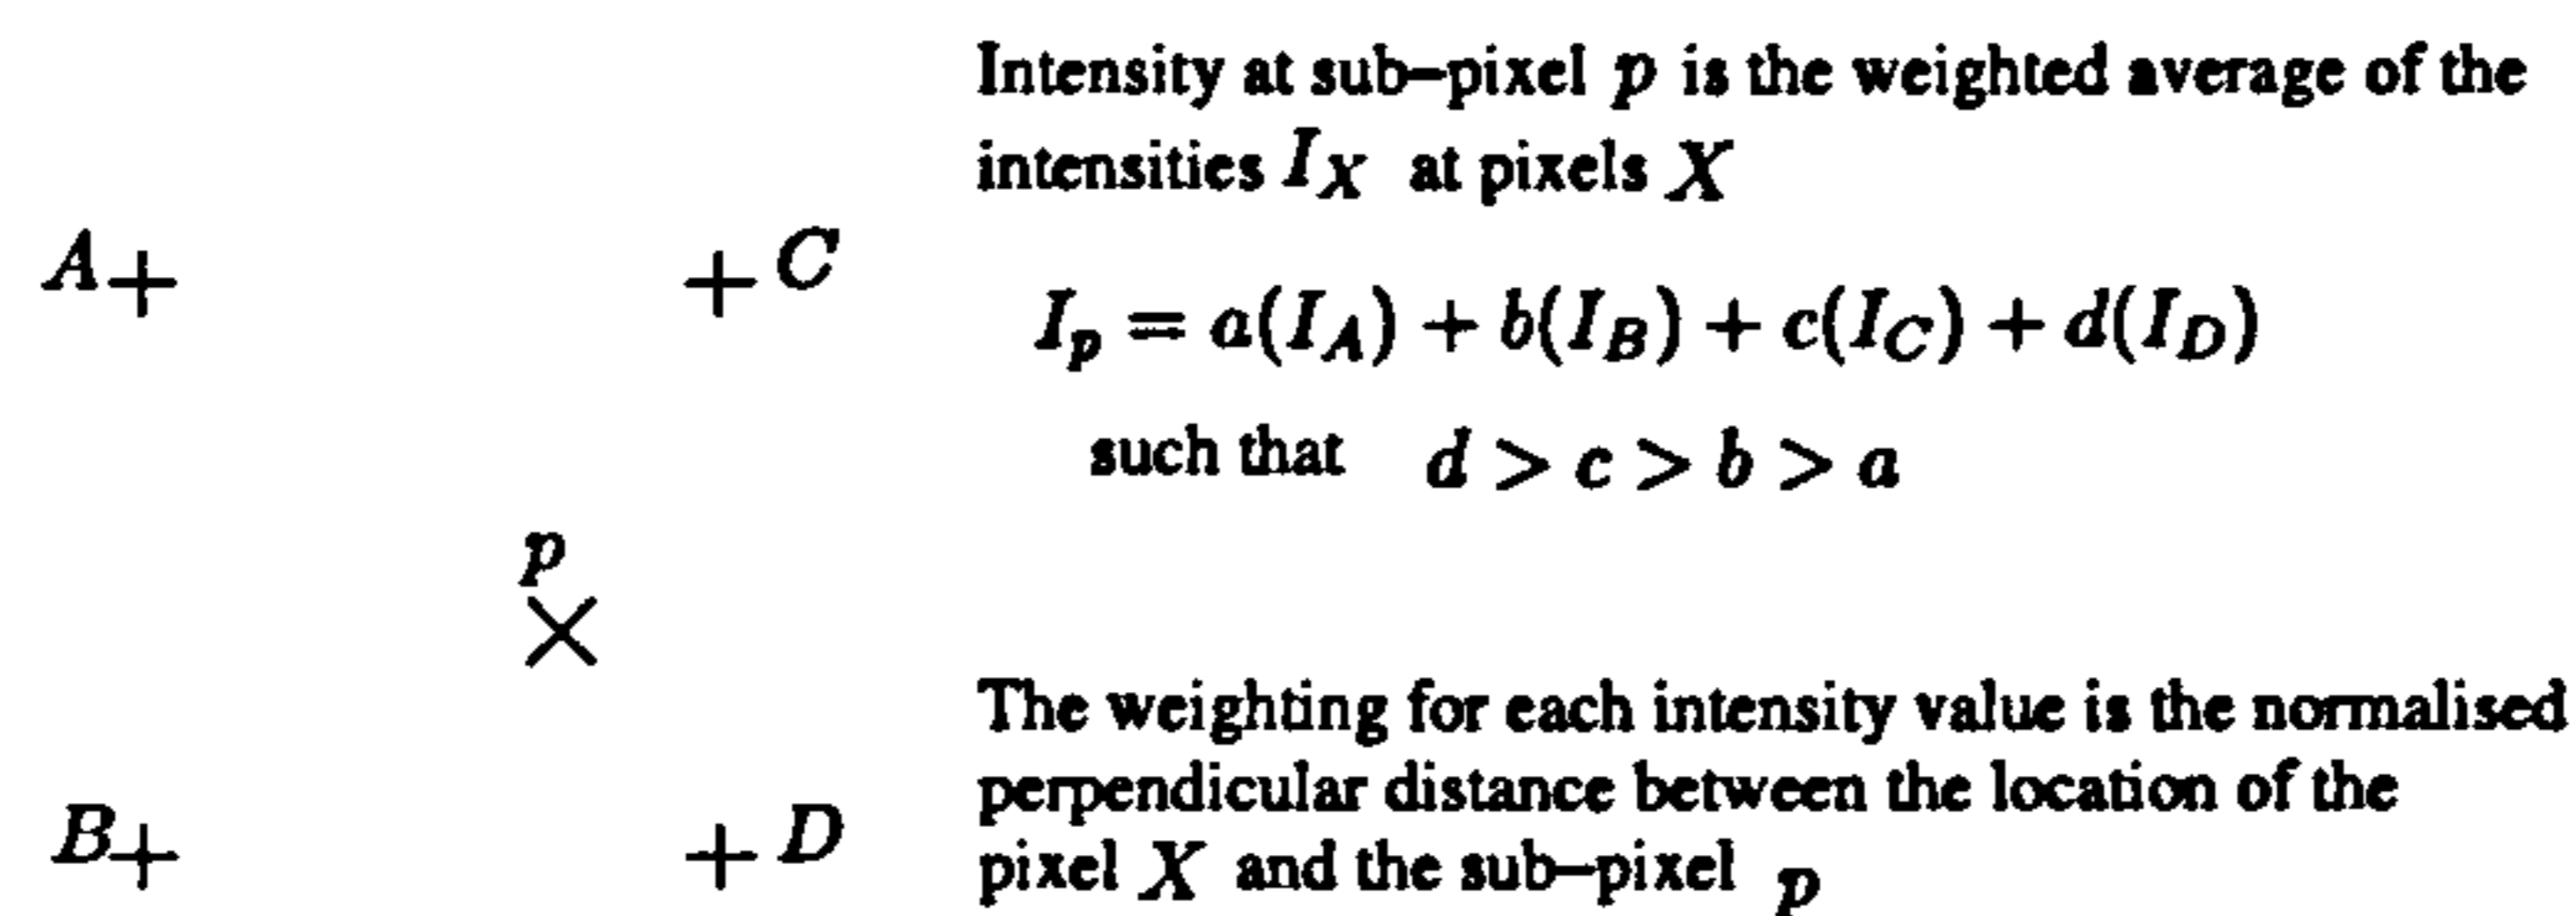 Intensity at sub–pixel p is the weighted average of the
intensities I_X at pixels X
A+ +C
I_p = a(I_A) + b(I_B) + c(I_C) + d(I_D)
such that d > c > b > a
p
×
The weighting for each intensity value is the normalised
perpendicular distance between the location of the
pixel X and the sub–pixel p
B+ +D